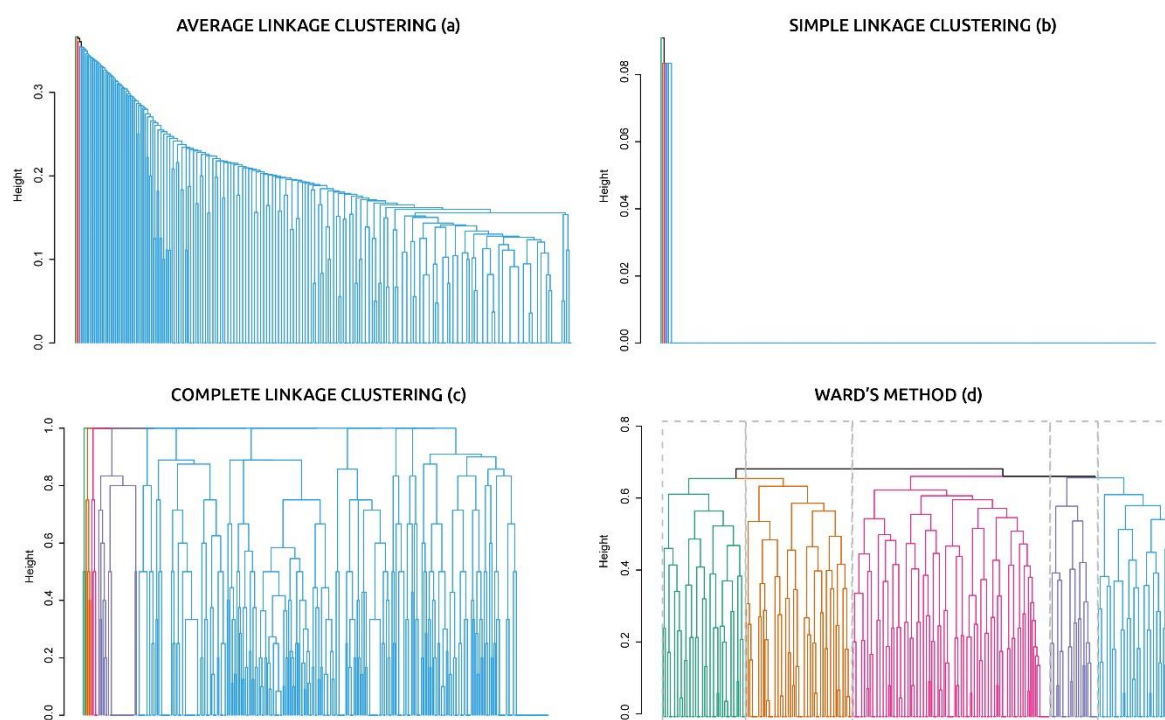 AVERAGE LINKAGE CLUSTERING (a)
Height
0.3
0.2
0.1
0.0
SIMPLE LINKAGE CLUSTERING (b)
Height
0.08
0.06
0.04
0.02
0.00
COMPLETE LINKAGE CLUSTERING (c)
Height
1.0
0.8
0.6
0.4
0.2
0.0
WARD'S METHOD (d)
Height
0.8
0.6
0.4
0.2
0.0